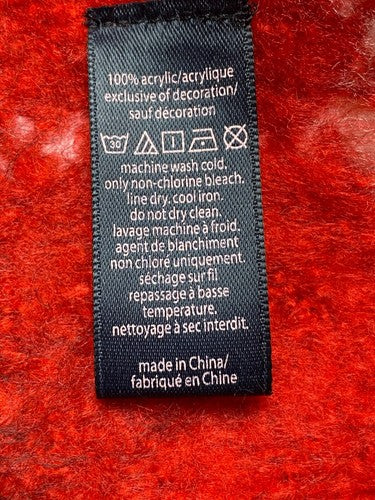 100% acrylic/acrylique
exclusive of decoration/
sauf décoration
30
machine wash cold.
only non-chlorine bleach.
line dry. cool iron.
do not dry clean.
lavage machine à froid.
agent de blanchiment
non chloré uniquement.
séchage sur fil
repassage à basse
temperature.
nettoyage à sec interdit.
made in China/
fabriqué en Chine